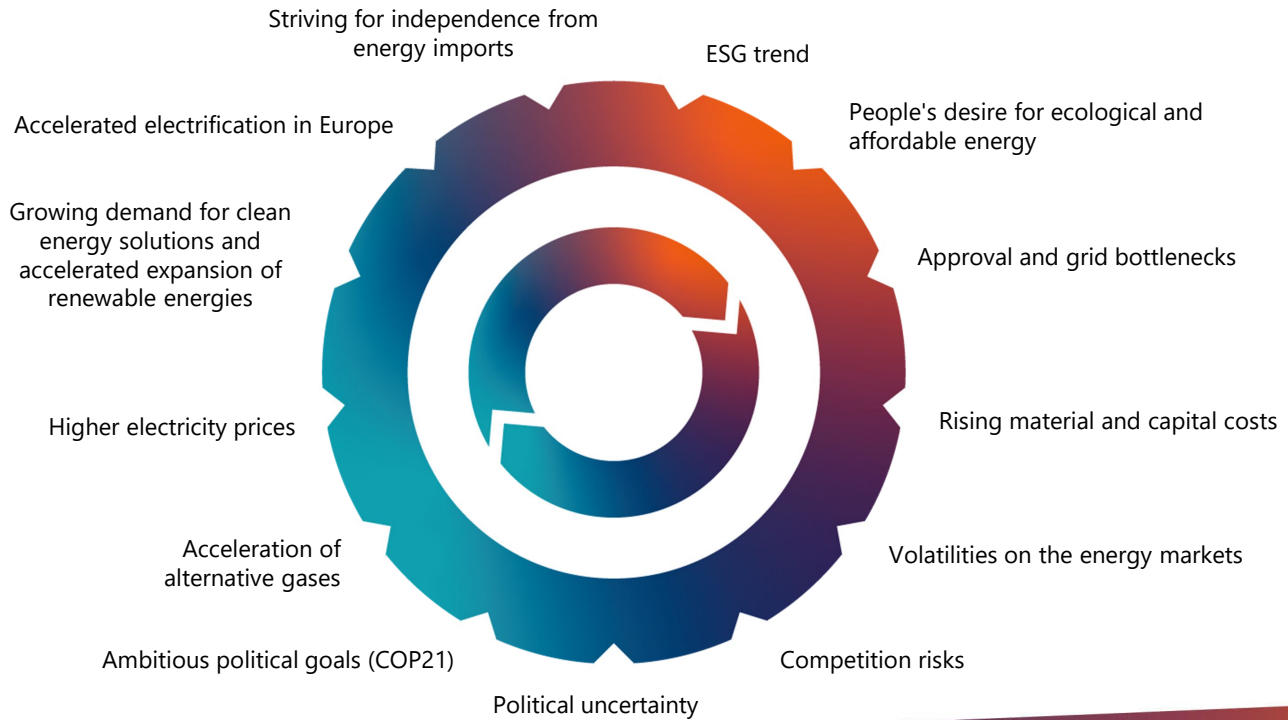 Striving for independence from
energy imports
ESG trend
People's desire for ecological and
affordable energy
Accelerated electrification in Europe
Growing demand for clean
energy solutions and
accelerated expansion of
renewable energies
Approval and grid bottlenecks
Higher electricity prices
Rising material and capital costs
Acceleration of
alternative gases
Volatilities on the energy markets
Ambitious political goals (COP21)
Competition risks
Political uncertainty